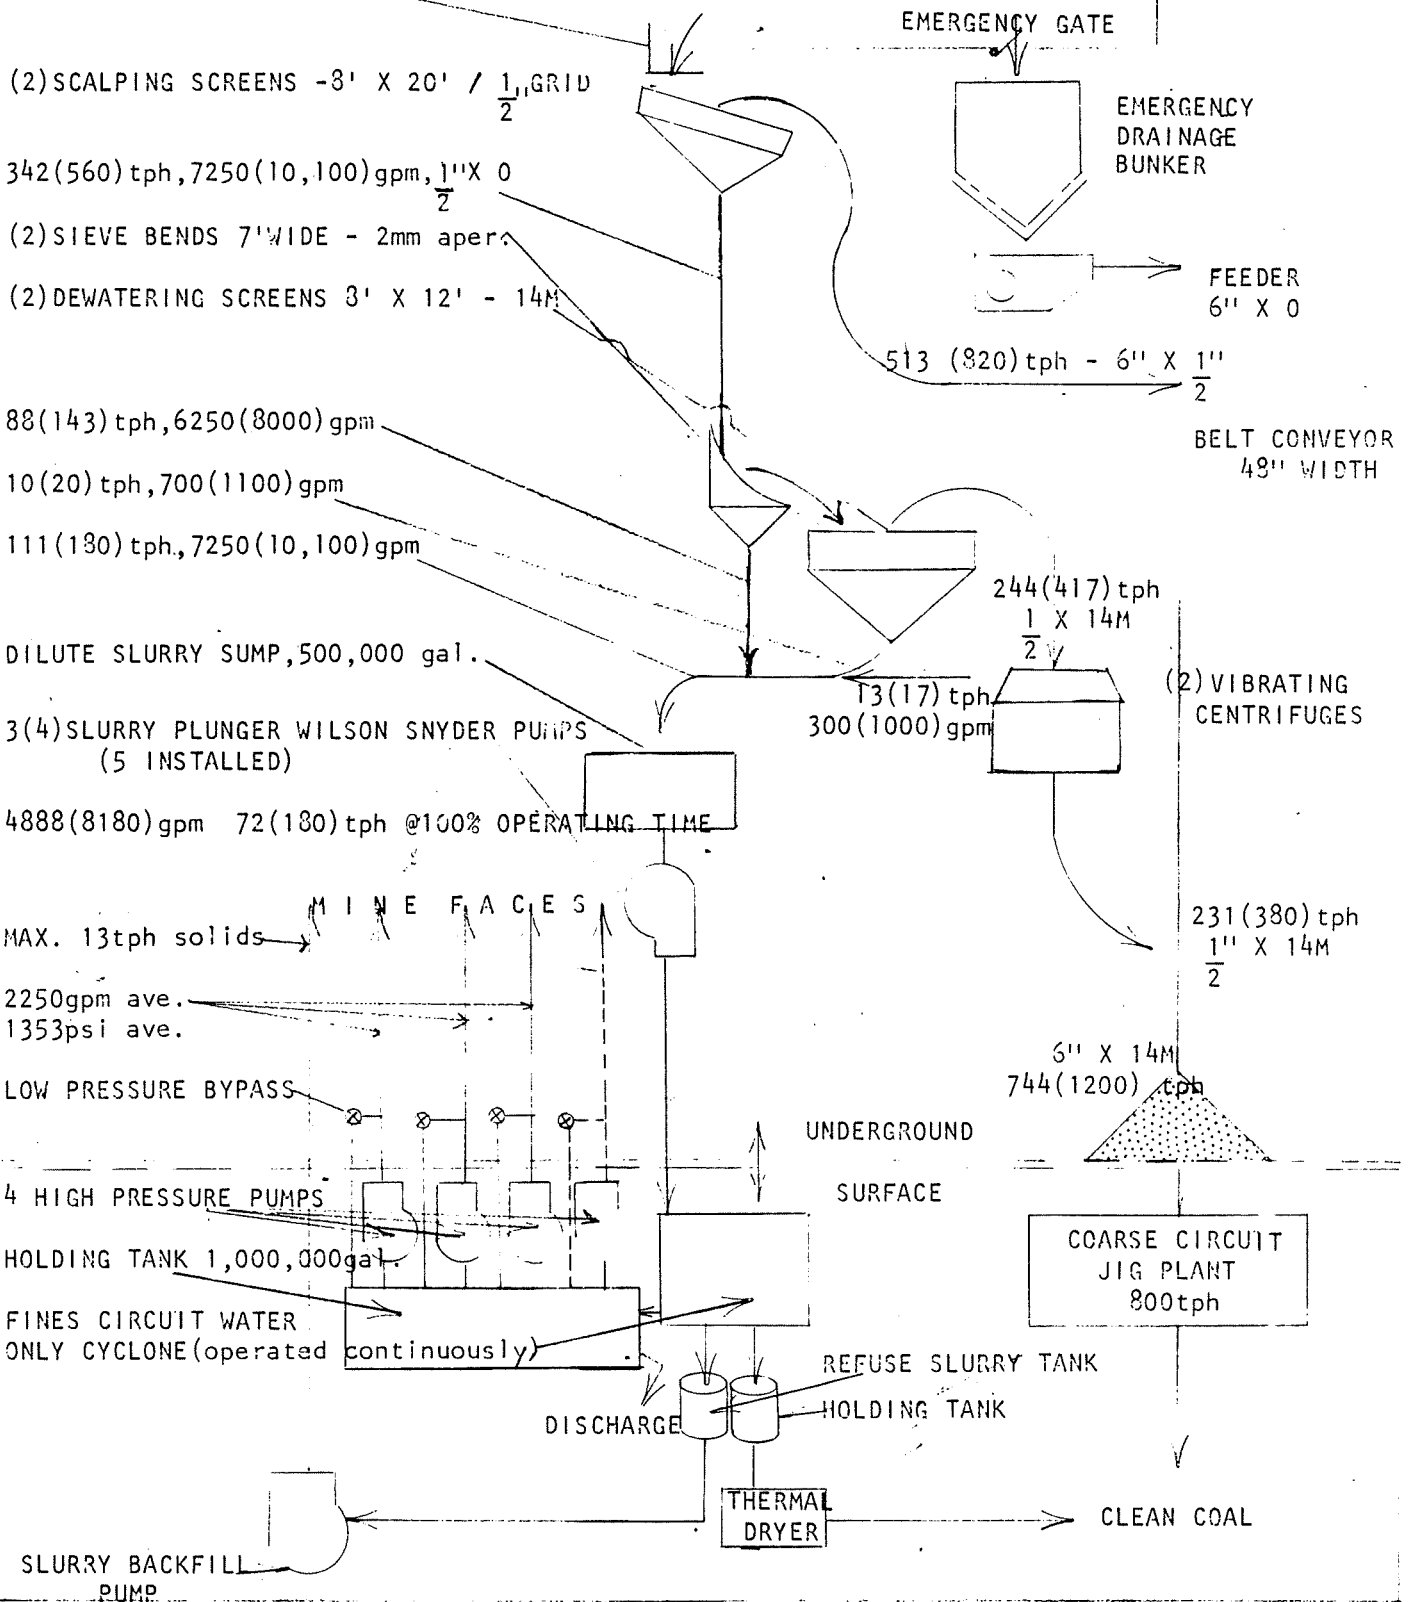 EMERGENCY GATE
(2)SCALPING SCREENS -8' X 20' / 1/2" GRID
EMERGENCY
DRAINAGE
BUNKER
342(560)tph,7250(10,100)gpm,1/2" X 0
(2)SIEVE BENDS 7'WIDE - 2mm aper.
(2)DEWATERING SCREENS 8' X 12' - 14M
FEEDER
6" X 0
513 (820)tph - 6" X 1/2"
88(143)tph,6250(8000)gpm
BELT CONVEYOR
48" WIDTH
10(20)tph,700(1100)gpm
111(180)tph,7250(10,100)gpm
244(417)tph
1/2 X 14M
DILUTE SLURRY SUMP,500,000 gal.
13(17)tph
300(1000)gpm
(2)VIBRATING
CENTRIFUGES
3(4)SLURRY PLUNGER WILSON SNYDER PUMPS
(5 INSTALLED)
4888(8180)gpm 72(180)tph @100% OPERATING TIME
MINE FACES
MAX. 13tph solids
231(380)tph
1/2" X 14M
2250gpm ave.
1353psi ave.
6" X 14M
744(1200) tph
LOW PRESSURE BYPASS
UNDERGROUND
SURFACE
4 HIGH PRESSURE PUMPS
COARSE CIRCUIT
JIG PLANT
800tph
HOLDING TANK 1,000,000gal.
FINES CIRCUIT WATER
ONLY CYCLONE(operated continuously)
REFUSE SLURRY TANK
HOLDING TANK
DISCHARGE
THERMAL
DRYER
CLEAN COAL
SLURRY BACKFILL
PUMP